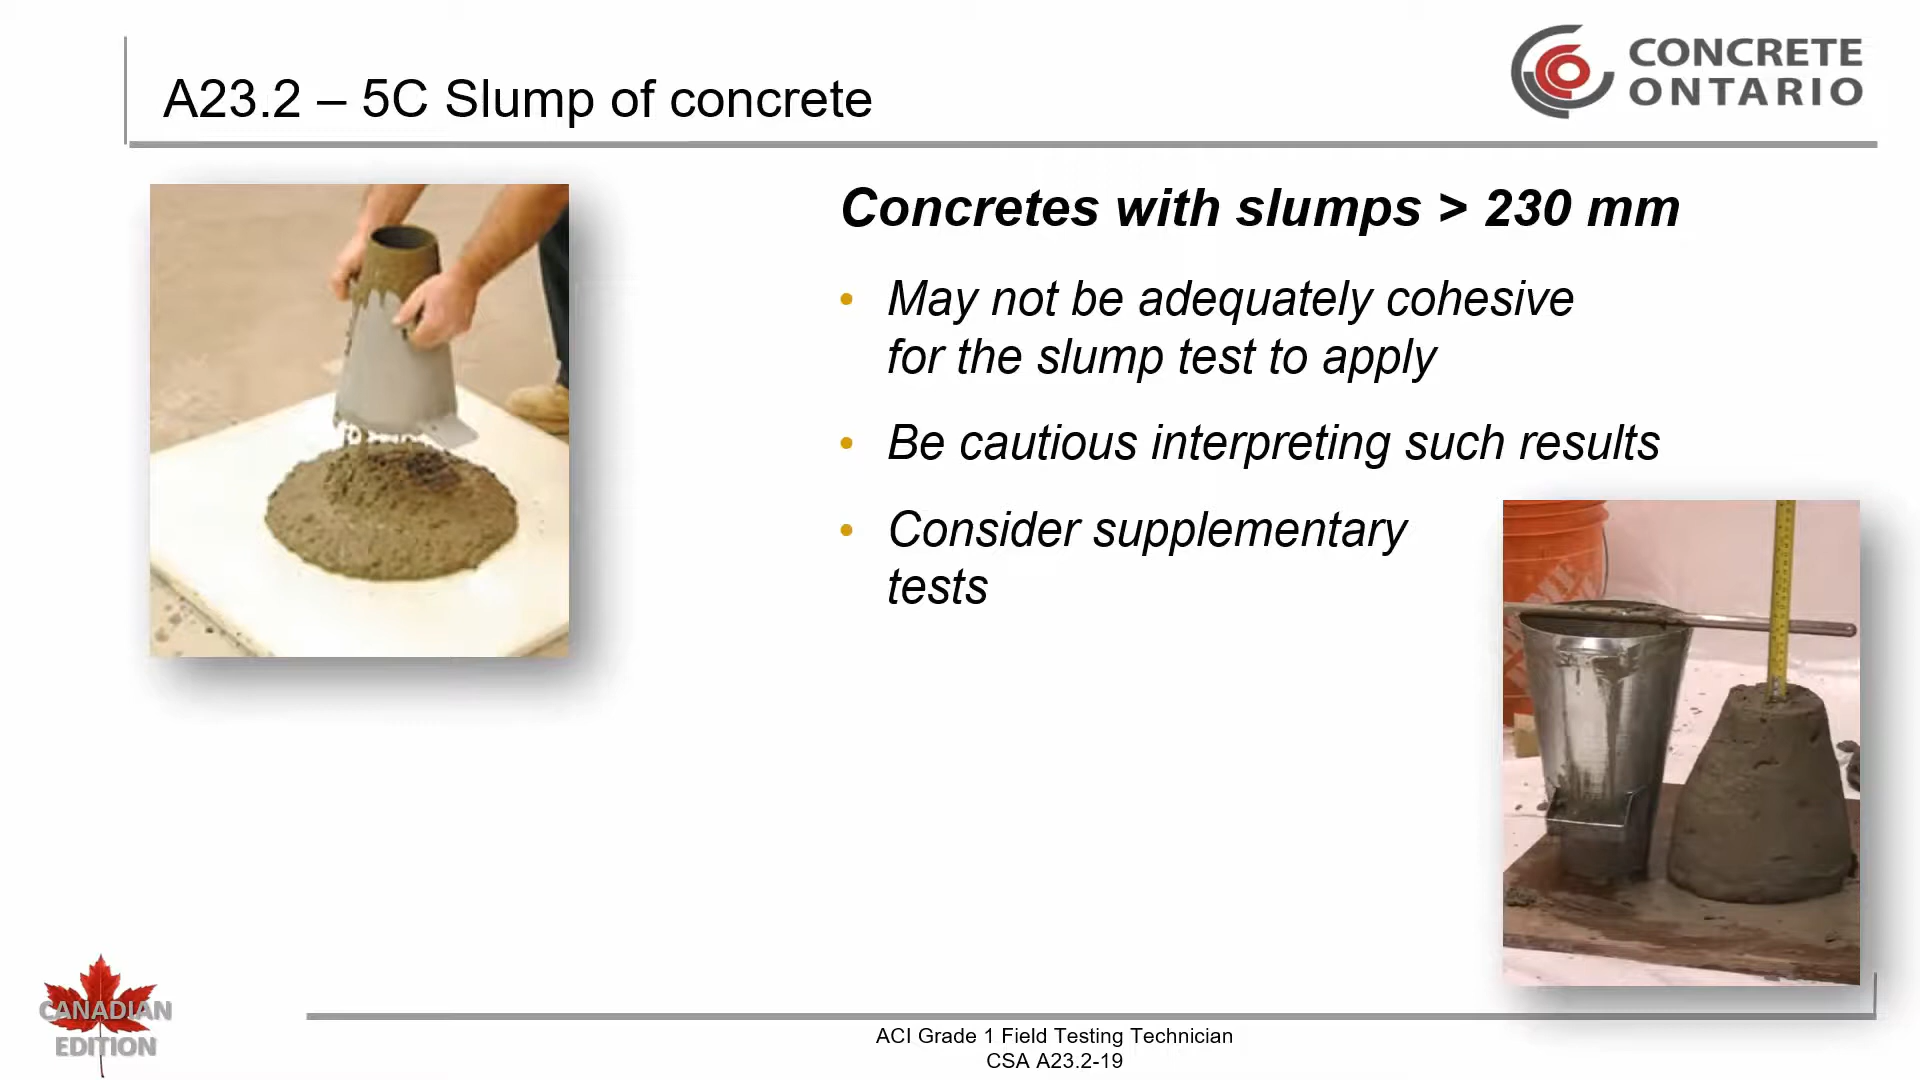 A23.2 – 5C Slump of concrete
CONCRETE
ONTARIO
Concretes with slumps > 230 mm
• May not be adequately cohesive
for the slump test to apply
• Be cautious interpreting such results
• Consider supplementary
tests
CANADIAN
EDITION
ACI Grade 1 Field Testing Technician
CSA A23.2-19